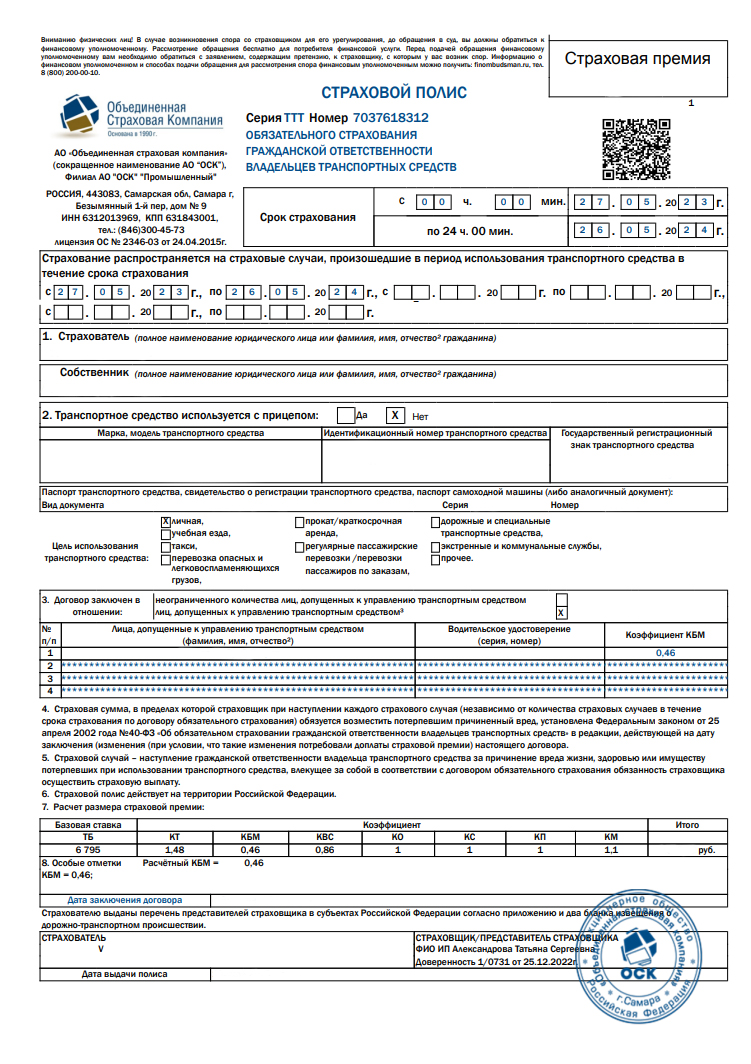 Вниманию физических лиц! В случае возникновения спора со страховщиком для его урегулирования, до обращения в суд, вы должны обратиться к
финансовому уполномоченному. Рассмотрение обращения бесплатно для потребителя финансовой услуги. Перед подачей обращения финансовому
уполномоченному вам необходимо обратиться с заявлением, содержащим претензию, к страховщику, с которым у вас возник спор. Информацию о
финансовом уполномоченном и способах подачи обращения для рассмотрения спора финансовым уполномоченным можно получить: finombudsman.ru, тел.
8 (800) 200-00-10.
Страховая премия
1
Объединенная
Страховая Компания
Основана в 1990 г.
СТРАХОВОЙ ПОЛИС
Серия ТТТ Номер 7037618312
ОБЯЗАТЕЛЬНОГО СТРАХОВАНИЯ
ГРАЖДАНСКОЙ ОТВЕТСТВЕННОСТИ
ВЛАДЕЛЬЦЕВ ТРАНСПОРТНЫХ СРЕДСТВ
АО «Объединенная страховая компания»
(сокращенное наименование АО "ОСК"),
Филиал АО "ОСК" "Промышленный"
РОССИЯ, 443083, Самарская обл, Самара г,
Безымянный 1-й пер, дом № 9
ИНН 6312013969, КПП 631843001,
тел.: (846)300-45-73
лицензия ОС № 2346-03 от 24.04.2015г.
Срок страхования
с 0 0 ч. 0 0 мин. 2 7 . 0 5 . 20 2 3 г.
по 24 ч. 00 мин. 2 6 . 0 5 . 20 2 4 г.
Страхование распространяется на страховые случаи, произошедшие в период использования транспортного средства в
течение срока страхования
с 2 7 . 0 5 . 20 2 3 г., по 2 6 . 0 5 . 20 2 4 г., с . . 20 г. по . . 20 г.,
с . . 20 г., по . . 20 г.
1. Страхователь (полное наименование юридического лица или фамилия, имя, отчество² гражданина)
Собственник (полное наименование юридического лица или фамилия, имя, отчество² гражданина)
2. Транспортное средство используется с прицепом: Да X Нет
Марка, модель транспортного средства
Идентификационный номер транспортного средства
Государственный регистрационный
знак транспортного средства
Паспорт транспортного средства, свидетельство о регистрации транспортного средства, паспорт самоходной машины (либо аналогичный документ):
Вид документа Серия Номер
Цель использования
транспортного средства:
X личная,
учебная езда,
такси,
перевозка опасных и
легковоспламеняющихся
грузов,
прокат/краткосрочная
аренда,
регулярные пассажирские
перевозки /перевозки
пассажиров по заказам,
дорожные и специальные
транспортные средства,
экстренные и коммунальные службы,
прочее.
3. Договор заключен в
отношении:
неограниченного количества лиц, допущенных к управлению транспортным средством
лиц, допущенных к управлению транспортным средством³ X
№
п/п
Лица, допущенные к управлению транспортным средством
(фамилия, имя, отчество²)
Водительское удостоверение
(серия, номер)
Коэффициент КБМ
1 0,46
2
3
4
4. Страховая сумма, в пределах которой страховщик при наступлении каждого страхового случая (независимо от количества страховых случаев в течение
срока страхования по договору обязательного страхования) обязуется возместить потерпевшим причиненный вред, установлена Федеральным законом от 25
апреля 2002 года №40-ФЗ «Об обязательном страховании гражданской ответственности владельцев транспортных средств» в редакции, действующей на дату
заключения (изменения (при условии, что такие изменения потребовали доплаты страховой премии) настоящего договора.
5. Страховой случай – наступление гражданской ответственности владельца транспортного средства за причинение вреда жизни, здоровью или имуществу
потерпевших при использовании транспортного средства, влекущее за собой в соответствии с договором обязательного страхования обязанность страховщика
осуществить страховую выплату.
6. Страховой полис действует на территории Российской Федерации.
7. Расчет размера страховой премии:
Базовая ставка Коэффициент Итого
ТБ КТ КБМ КВС КО КС КП КМ
6 795 1,48 0,46 0,86 1 1 1 1,1 руб.
8. Особые отметки Расчётный КБМ = 0,46
КБМ = 0,46;
Дата заключения договора
Страхователю выданы перечень представителей страховщика в субъектах Российской Федерации согласно приложению и два бланка извещения о
дорожно-транспортном происшествии.
СТРАХОВАТЕЛЬ
V
СТРАХОВЩИК/ПРЕДСТАВИТЕЛЬ СТРАХОВЩИКА
ФИО ИП Александрова Татьяна Сергеевна
Доверенность 1/0731 от 25.12.2022г.
Дата выдачи полиса
Акционерное общество
«Объединенная страховая компания»
ОСК
г.Самара
Российская Федерация